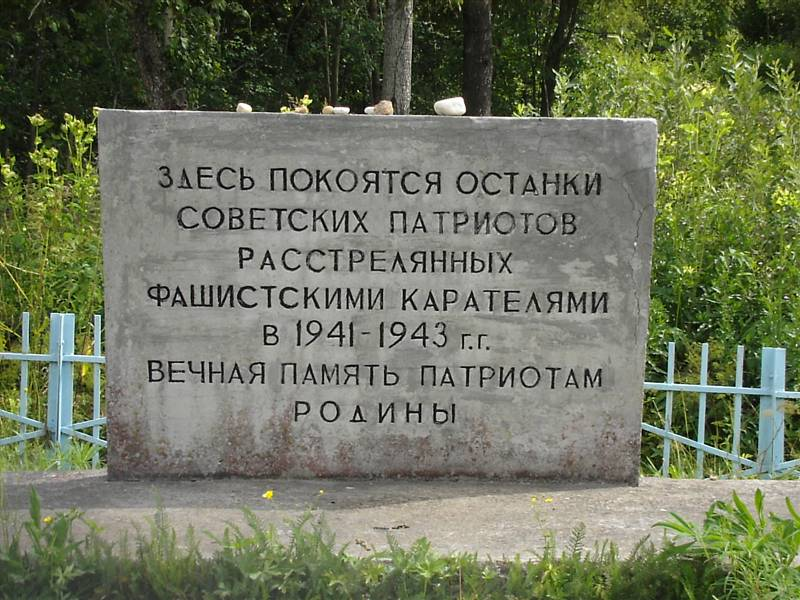 ЗДЕСЬ ПОКОЯТСЯ ОСТАНКИ
СОВЕТСКИХ ПАТРИОТОВ
РАССТРЕЛЯННЫХ
ФАШИСТСКИМИ КАРАТЕЛЯМИ
В 1941-1943 г.г.
ВЕЧНАЯ ПАМЯТЬ ПАТРИОТАМ
РОДИНЫ